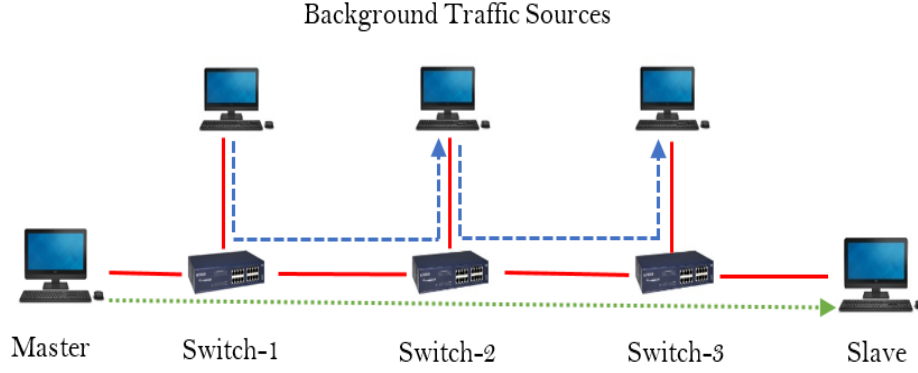 Background Traffic Sources
Master
Switch-1
Switch-2
Switch-3
Slave